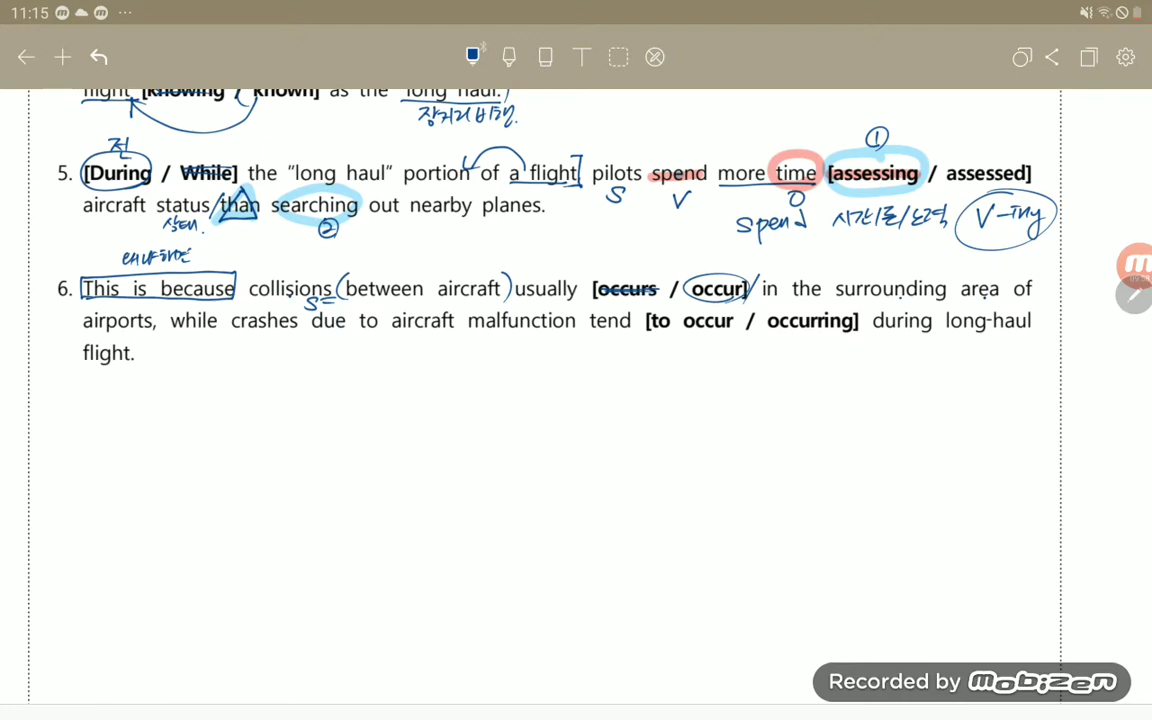 11:15
flight [knowing / known] as the "long haul."
장거리 비행.
전
①
5. [During / While] the "long haul" portion of a flight, pilots spend more time [assessing / assessed]
S V O
aircraft status than searching out nearby planes.
상태.
②
spend 시간/돈/노력 V-ing
왜냐하면
6. This is because collisions (between aircraft) usually [occurs / occur] in the surrounding area of
S=
airports, while crashes due to aircraft malfunction tend [to occur / occurring] during long-haul
flight.
Recorded by mobizen